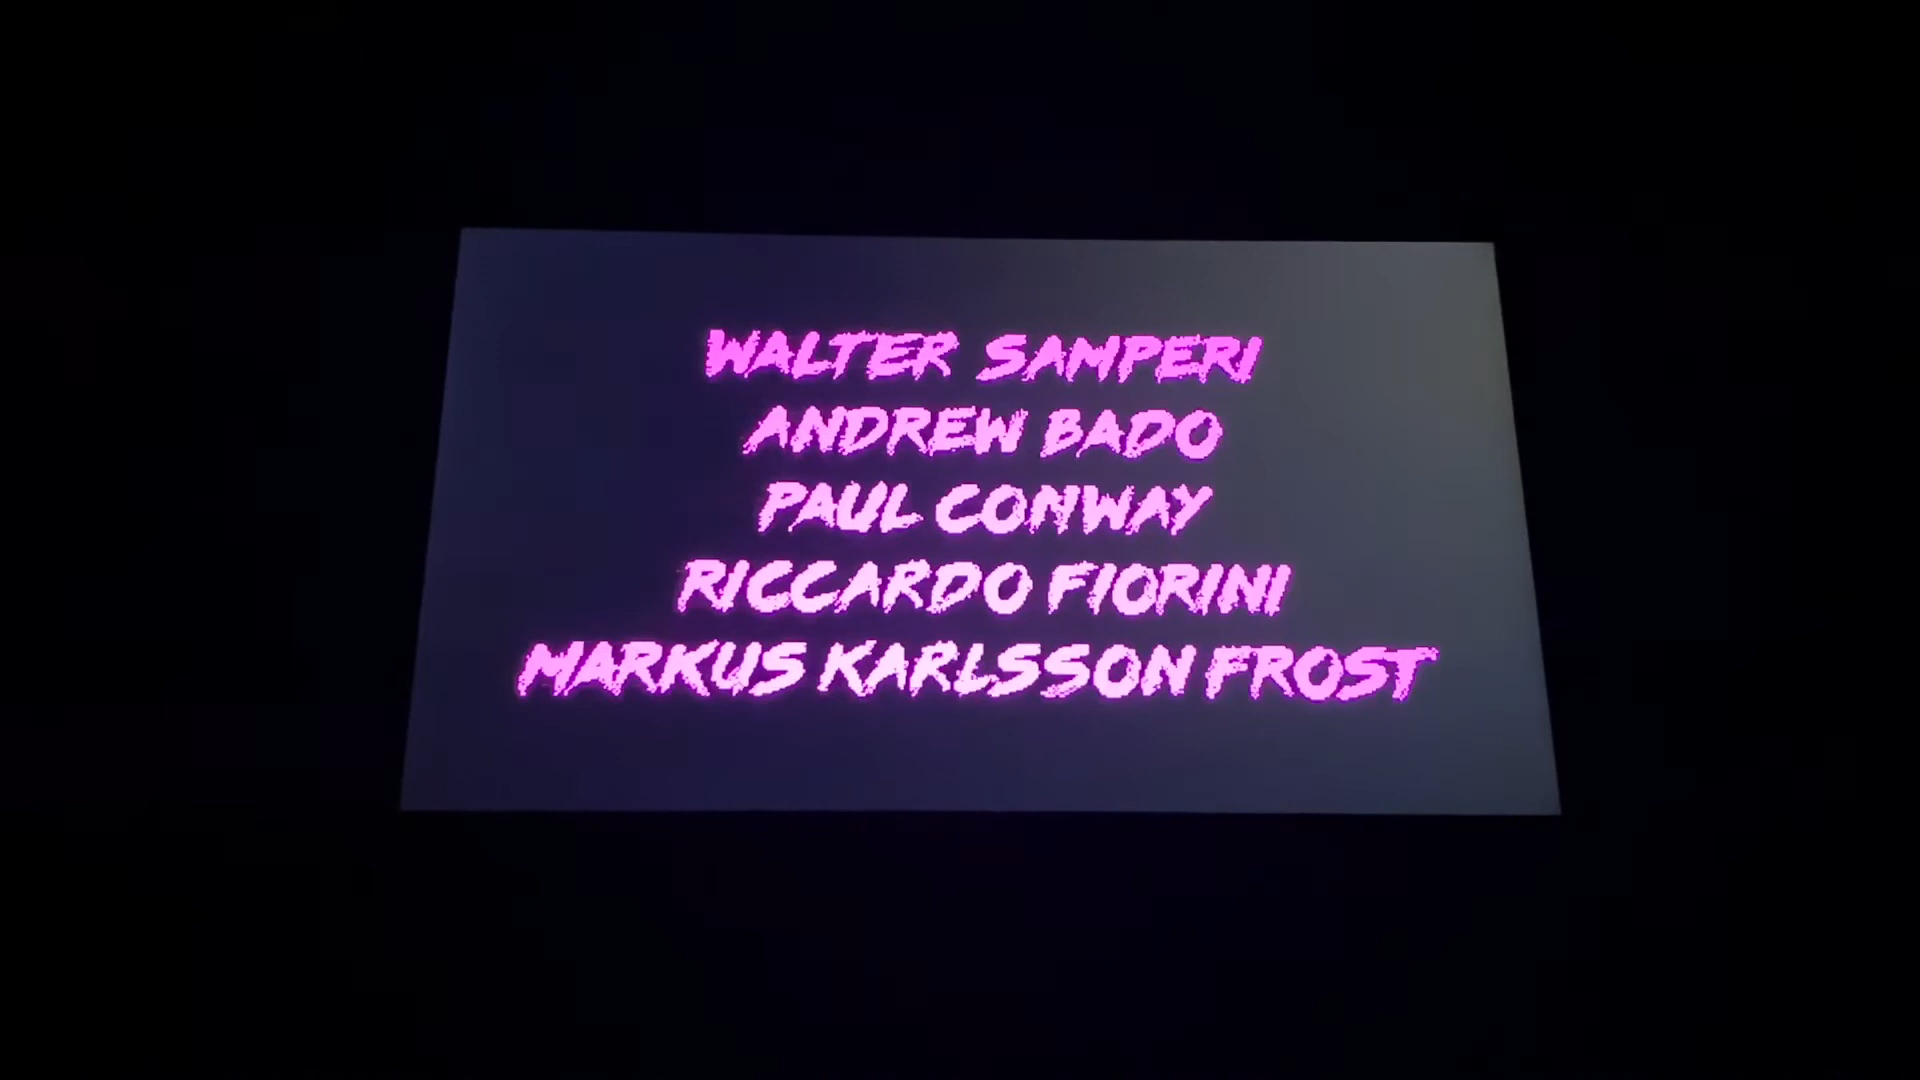 WALTER SAMPERI
ANDREW BADO
PAUL CONWAY
RICCARDO FIORINI
MARKUS KARLSSON FROST